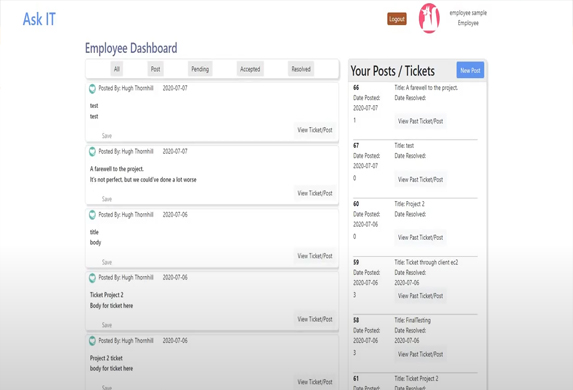 Ask IT
Logout
employee sample
Employee
Employee Dashboard
All Post Pending Accepted Resolved
Posted By: Hugh Thornhill 2020-07-07
test
test
Save
View Ticket/Post
Posted By: Hugh Thornhill 2020-07-07
A farewell to the project.
It's not perfect, but we could've done a lot worse
Save
View Ticket/Post
Posted By: Hugh Thornhill 2020-07-06
title
body
Save
View Ticket/Post
Posted By: Hugh Thornhill 2020-07-06
Ticket Project 2
Body for ticket here
Save
View Ticket/Post
Posted By: Hugh Thornhill 2020-07-06
Project 2 ticket
body for ticket here
Save
View Ticket/Post
Your Posts / Tickets
New Post
66 Title: A farewell to the project.
Date Posted: Date Resolved:
2020-07-07
1 View Past Ticket/Post
67 Title: test
Date Posted: Date Resolved:
2020-07-07
0 View Past Ticket/Post
60 Title: Project 2
Date Posted: Date Resolved:
2020-07-06
0 View Past Ticket/Post
59 Title: Ticket through client ec2
Date Posted: Date Resolved:
2020-07-06 2020-07-06
3 View Past Ticket/Post
58 Title: FinalTesting
Date Posted: Date Resolved:
2020-07-06 2020-07-06
3 View Past Ticket/Post
61 Title: Ticket Project 2
Date Posted: Date Resolved: